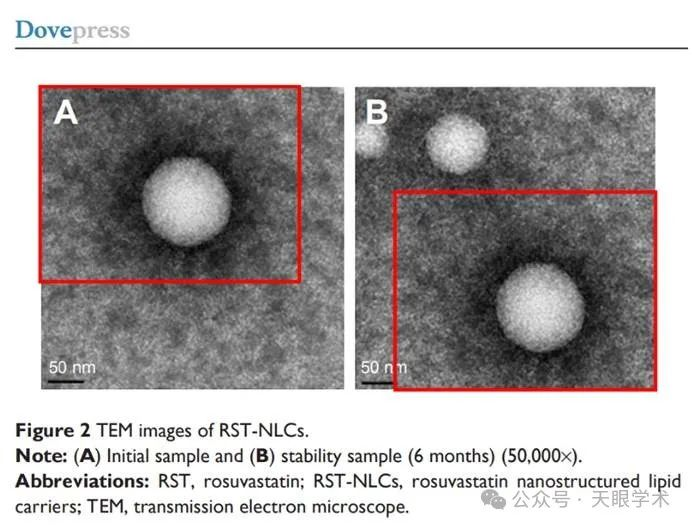 Dovepress
A
B
50 nm
50 nm
Figure 2 TEM images of RST-NLCs.
Note: (A) Initial sample and (B) stability sample (6 months) (50,000×).
Abbreviations: RST, rosuvastatin; RST-NLCs, rosuvastatin nanostructured lipid
carriers; TEM, transmission electron microscope.
公众号 · 天眼学术